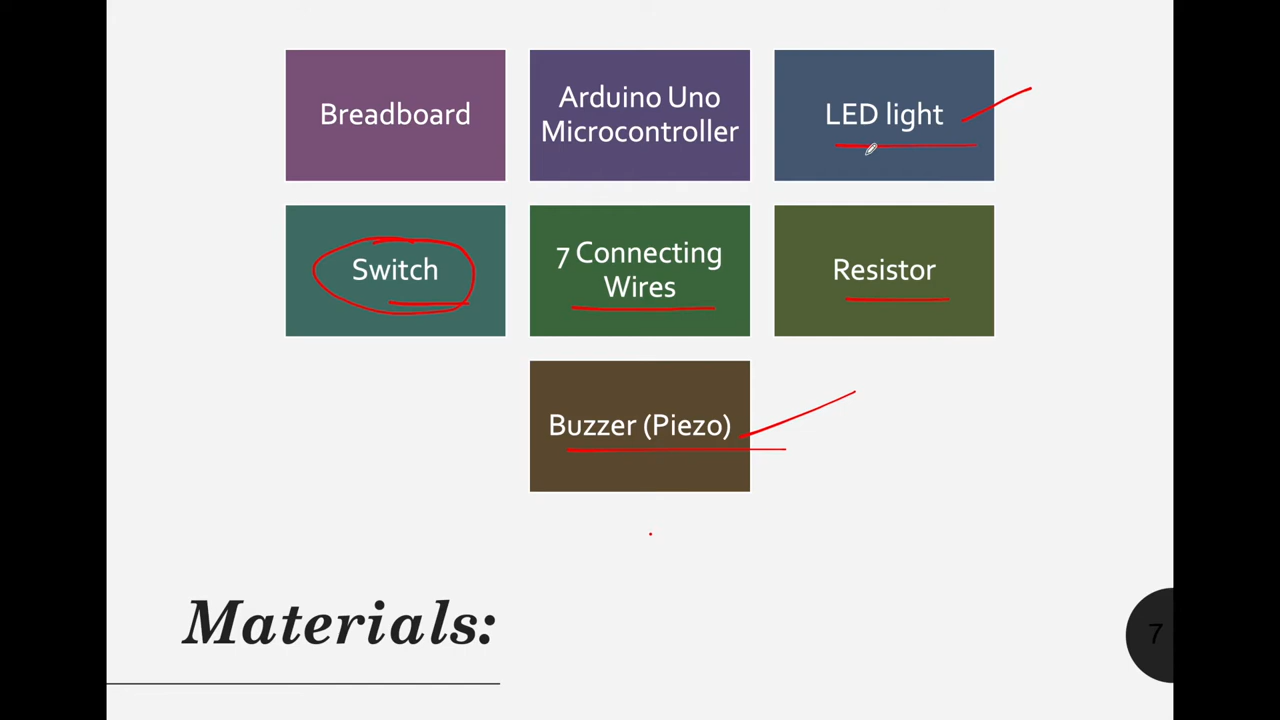 Breadboard
Arduino Uno
Microcontroller
LED light
Switch
7 Connecting
Wires
Resistor
Buzzer (Piezo)
Materials:
7